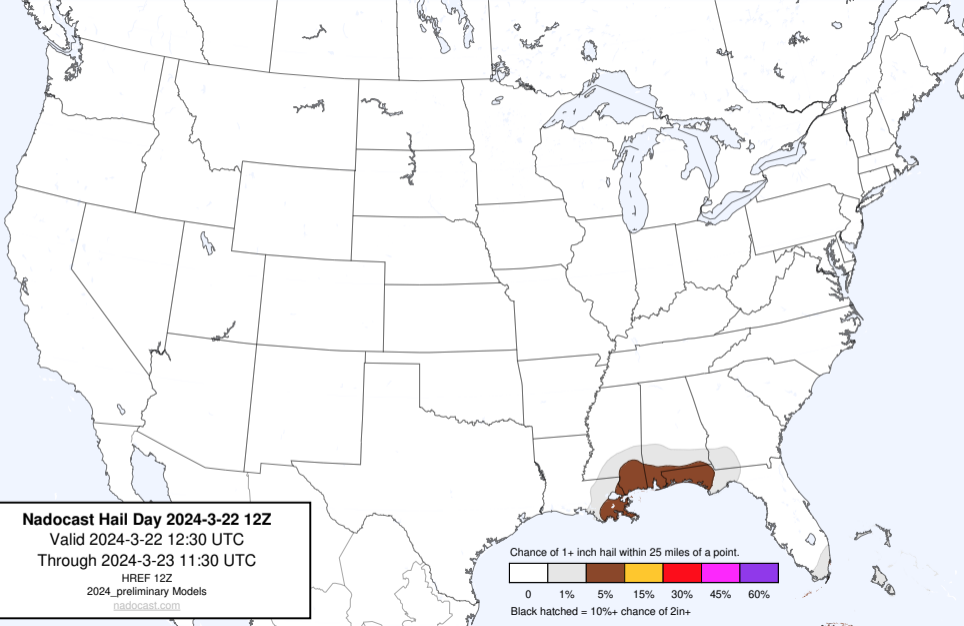 Nadocast Hail Day 2024-3-22 12Z
Valid 2024-3-22 12:30 UTC
Through 2024-3-23 11:30 UTC
HREF 12Z
2024_preliminary Models
nadocast.com
Chance of 1+ inch hail within 25 miles of a point.
0 1% 5% 15% 30% 45% 60%
Black hatched = 10%+ chance of 2in+